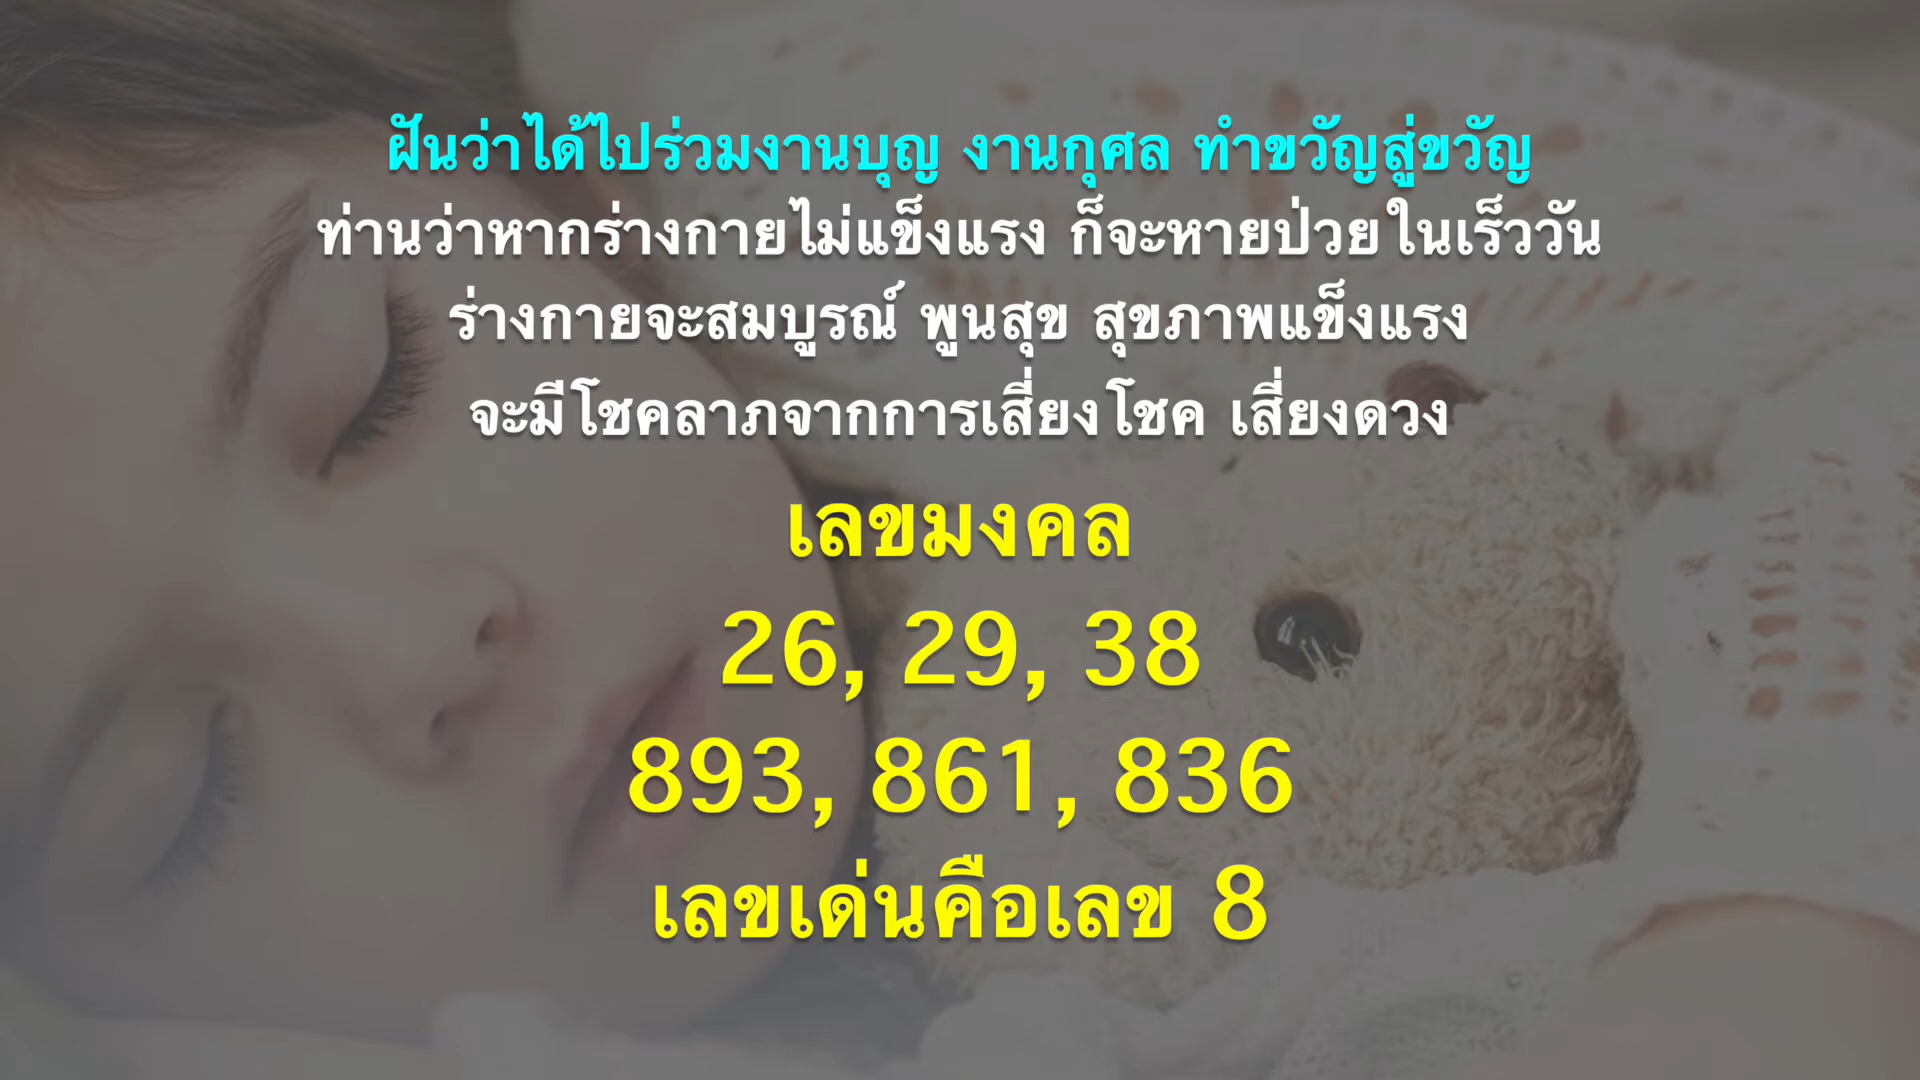 ฝันว่าได้ไปร่วมงานบุญ งานกุศล ทำขวัญสู่ขวัญ
ท่านว่าหากร่างกายไม่แข็งแรง ก็จะหายป่วยในเร็ววัน
ร่างกายจะสมบูรณ์ พูนสุข สุขภาพแข็งแรง
จะมีโชคลาภจากการเสี่ยงโชค เสี่ยงดวง
เลขมงคล
26, 29, 38
893, 861, 836
เลขเด่นคือเลข 8